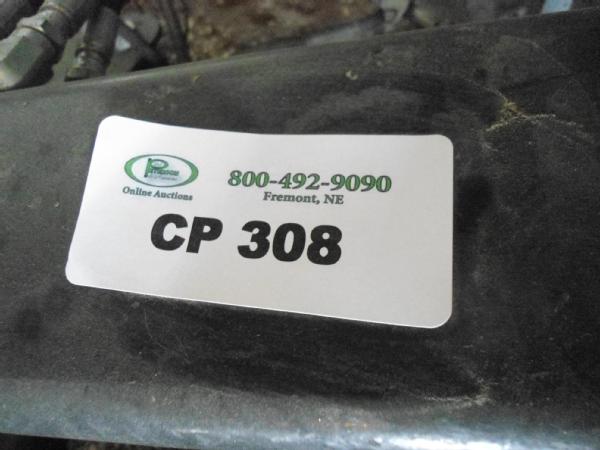 Online Auctions
800-492-9090
Fremont, NE
CP 308